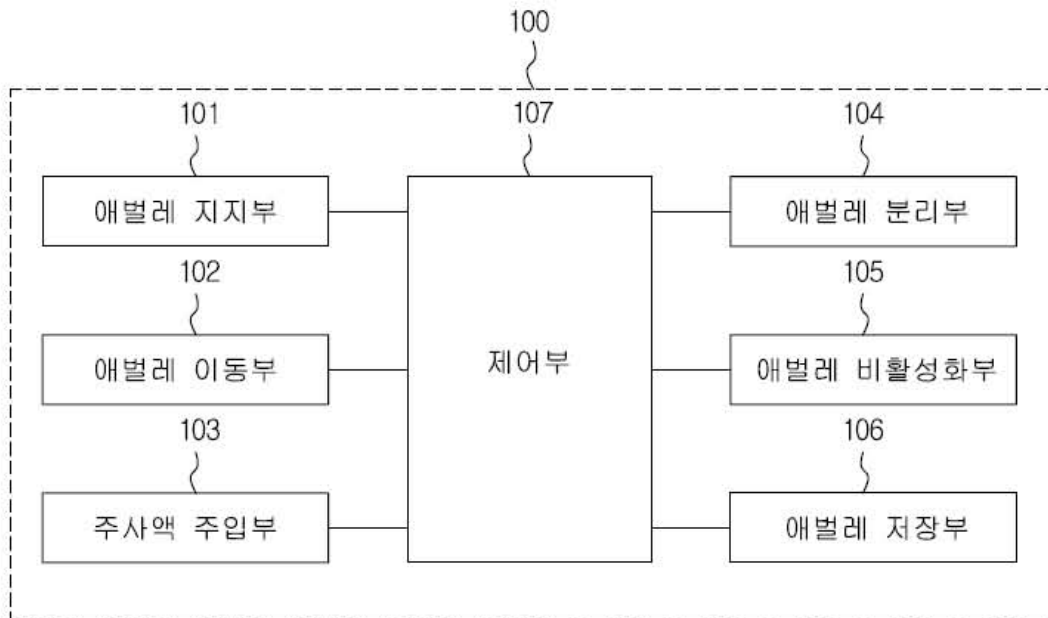 100
101
107
104
애벌레 지지부
애벌레 분리부
102
105
애벌레 이동부
제어부
애벌레 비활성화부
103
106
주사액 주입부
애벌레 저장부